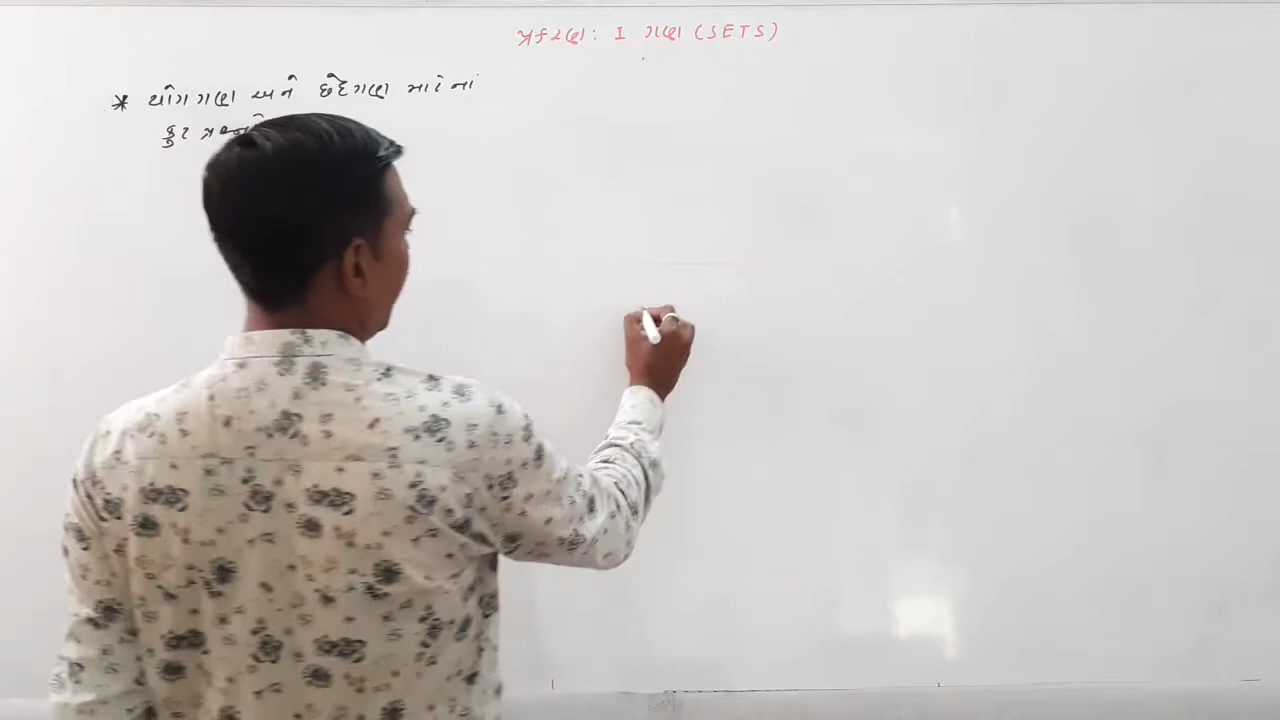 પ્રકરણ: 1 ગણ (SETS)
* યોગગણ અને છેદગણ માટેનાં
કુટ પ્રશ્નો